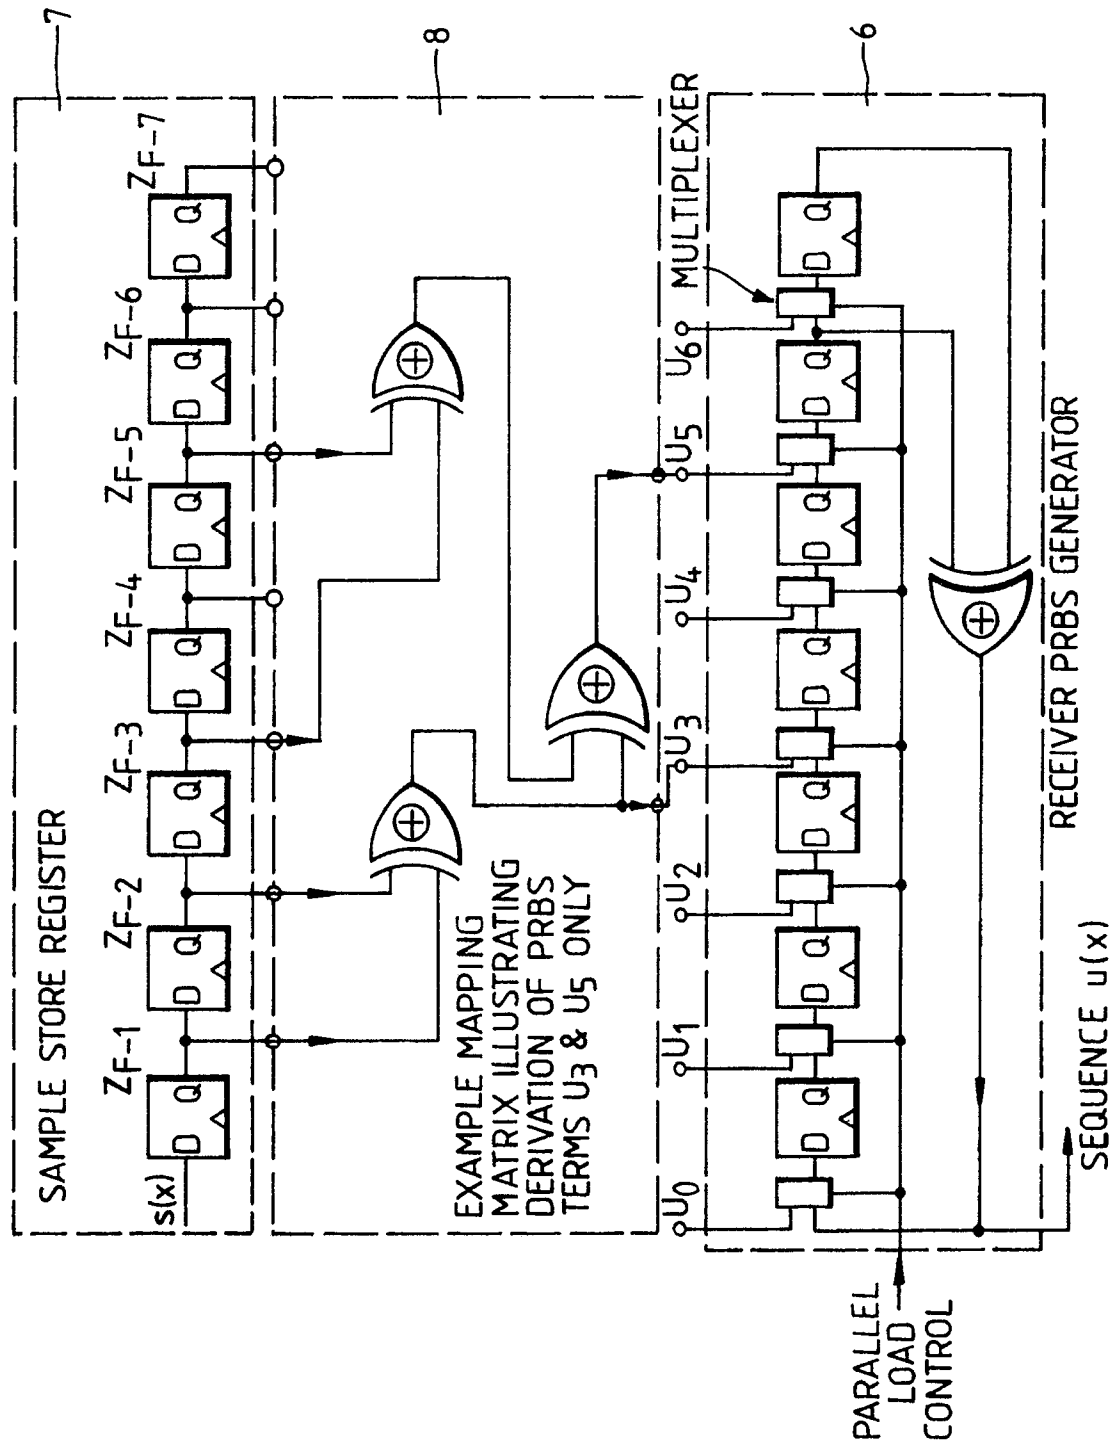 7
SAMPLE STORE REGISTER
s(x)
ZF-1
ZF-2
ZF-3
ZF-4
ZF-5
ZF-6
ZF-7
D Q
D Q
D Q
D Q
D Q
D Q
D Q
8
EXAMPLE MAPPING
MATRIX ILLUSTRATING
DERIVATION OF PRBS
TERMS U3 & U5 ONLY
U0
U1
U2
U3
U4
U5
U6
MULTIPLEXER
6
D Q
D Q
D Q
D Q
D Q
D Q
D Q
PARALLEL
LOAD
CONTROL
RECEIVER PRBS GENERATOR
SEQUENCE u(x)